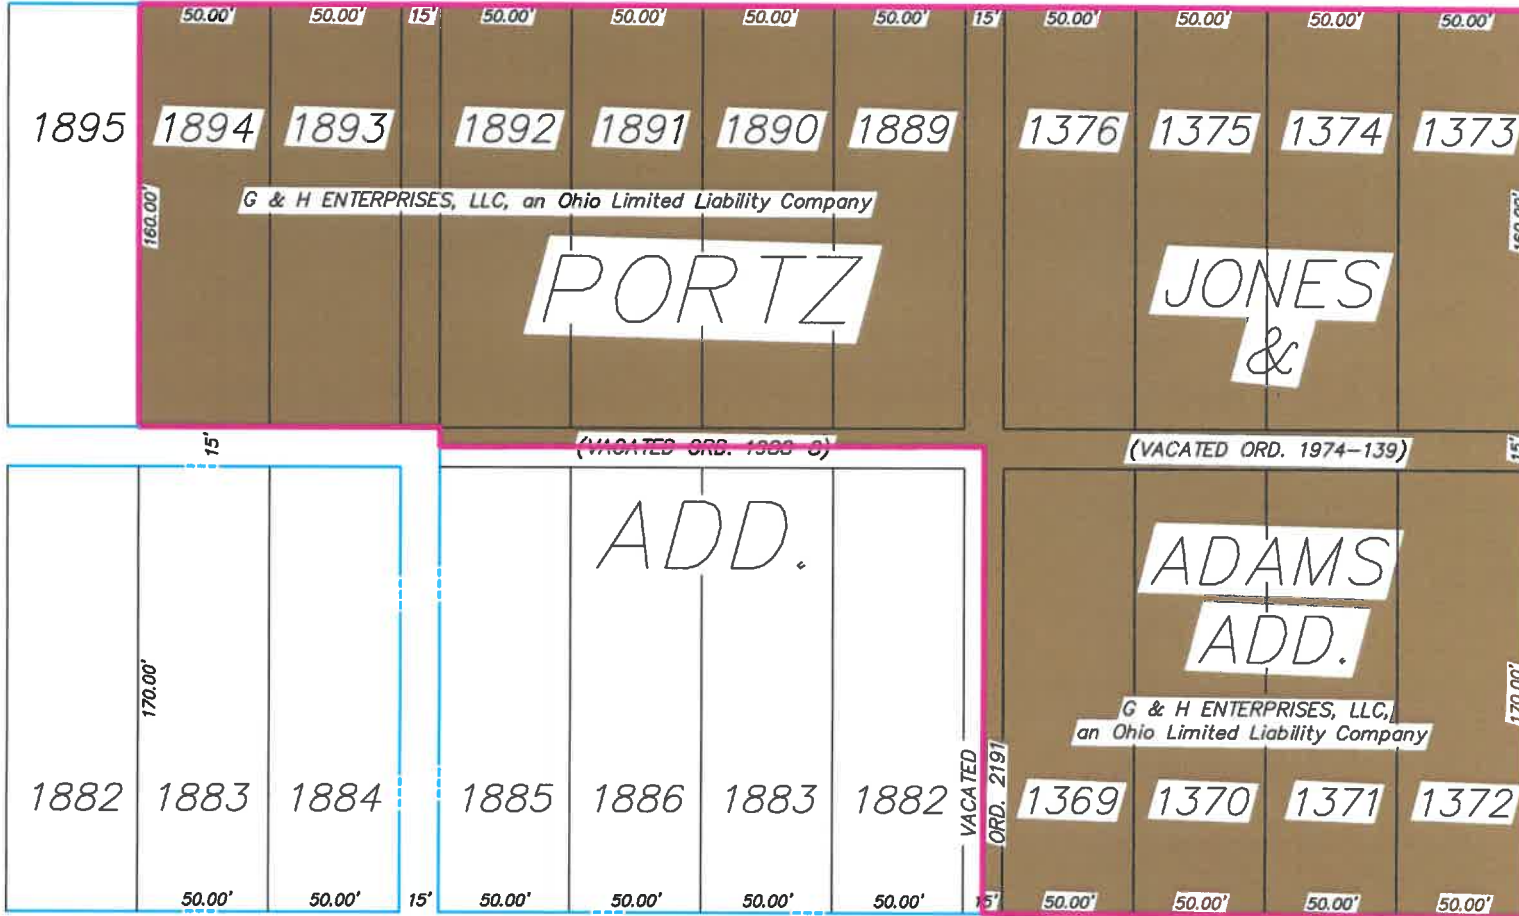 50.00' 50.00' 15' 50.00' 50.00' 50.00' 50.00' 15' 50.00' 50.00' 50.00' 50.00'
1895 1894 1893 1892 1891 1890 1889 1376 1375 1374 1373
160.00'
160.00'
G & H ENTERPRISES, LLC, an Ohio Limited Liability Company
PORTZ
JONES
&
15'
(VACATED ORD.
(VACATED ORD. 1974-139)
15'
ADD.
ADAMS
ADD.
170.00'
170.00'
G & H ENTERPRISES, LLC,
an Ohio Limited Liability Company
VACATED
ORD. 2191
1882 1883 1884 1885 1886 1883 1882 1369 1370 1371 1372
50.00' 50.00' 15' 50.00' 50.00' 50.00' 50.00' 15' 50.00' 50.00' 50.00' 50.00'